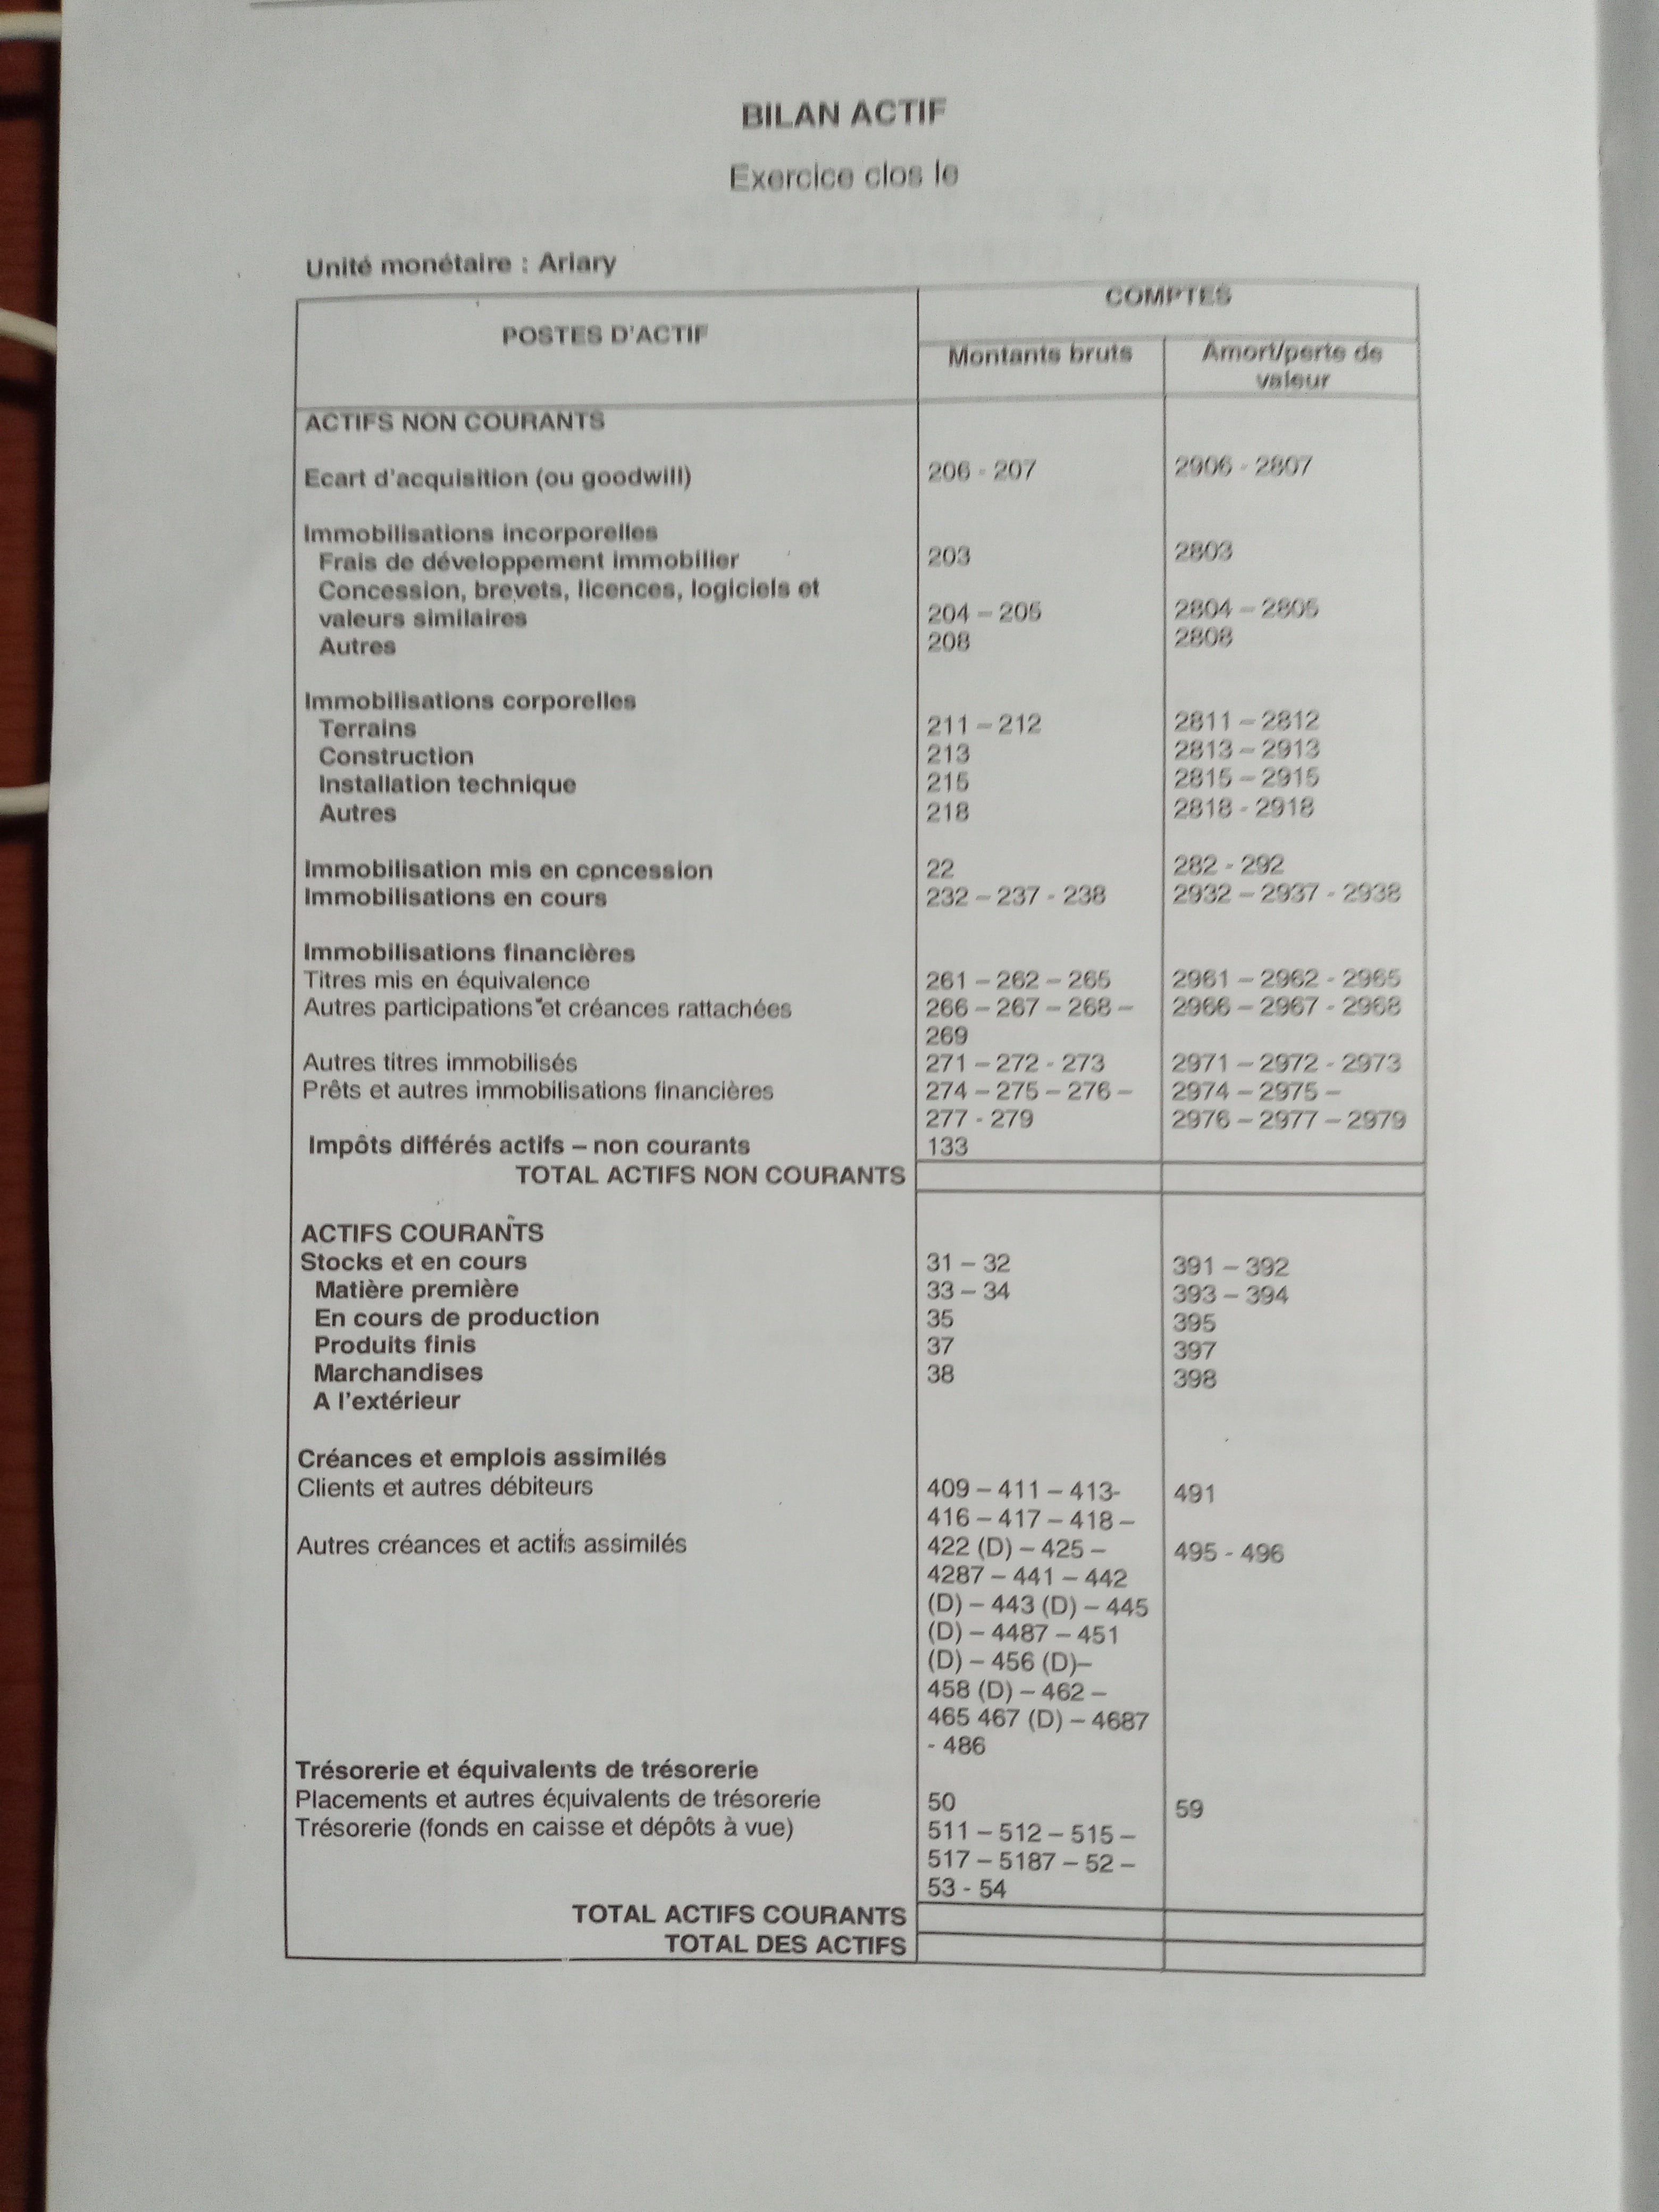 BILAN ACTIF
Exercice clos le
Unité monétaire : Ariary
POSTES D'ACTIF
COMPTES
Montants bruts
Amort/perte de
valeur
ACTIFS NON COURANTS
Ecart d'acquisition (ou goodwill) 206 - 207 2906 - 2807
Immobilisations incorporelles
Frais de développement immobilier 203 2803
Concession, brevets, licences, logiciels et
valeurs similaires 204 – 205 2804 – 2805
Autres 208 2808
Immobilisations corporelles
Terrains 211 – 212 2811 – 2812
Construction 213 2813 – 2913
Installation technique 215 2815 – 2915
Autres 218 2818 - 2918
Immobilisation mis en concession 22 282 - 292
Immobilisations en cours 232 – 237 - 238 2932 – 2937 - 2938
Immobilisations financières
Titres mis en équivalence 261 – 262 – 265 2961 – 2962 - 2965
Autres participations et créances rattachées 266 – 267 – 268 – 2966 – 2967 - 2968
269
Autres titres immobilisés 271 – 272 - 273 2971 – 2972 - 2973
Prêts et autres immobilisations financières 274 – 275 – 276 – 2974 – 2975 –
277 - 279 2976 – 2977 – 2979
Impôts différés actifs – non courants 133
TOTAL ACTIFS NON COURANTS
ACTIFS COURANTS
Stocks et en cours 31 – 32 391 – 392
Matière première 33 – 34 393 – 394
En cours de production 35 395
Produits finis 37 397
Marchandises 38 398
A l'extérieur
Créances et emplois assimilés
Clients et autres débiteurs 409 – 411 – 413- 491
416 – 417 – 418 –
Autres créances et actifs assimilés 422 (D) – 425 – 495 - 496
4287 – 441 – 442
(D) – 443 (D) – 445
(D) – 4487 – 451
(D) – 456 (D)–
458 (D) – 462 –
465 467 (D) – 4687
- 486
Trésorerie et équivalents de trésorerie
Placements et autres équivalents de trésorerie 50 59
Trésorerie (fonds en caisse et dépôts à vue) 511 – 512 – 515 –
517 – 5187 – 52 –
53 - 54
TOTAL ACTIFS COURANTS
TOTAL DES ACTIFS